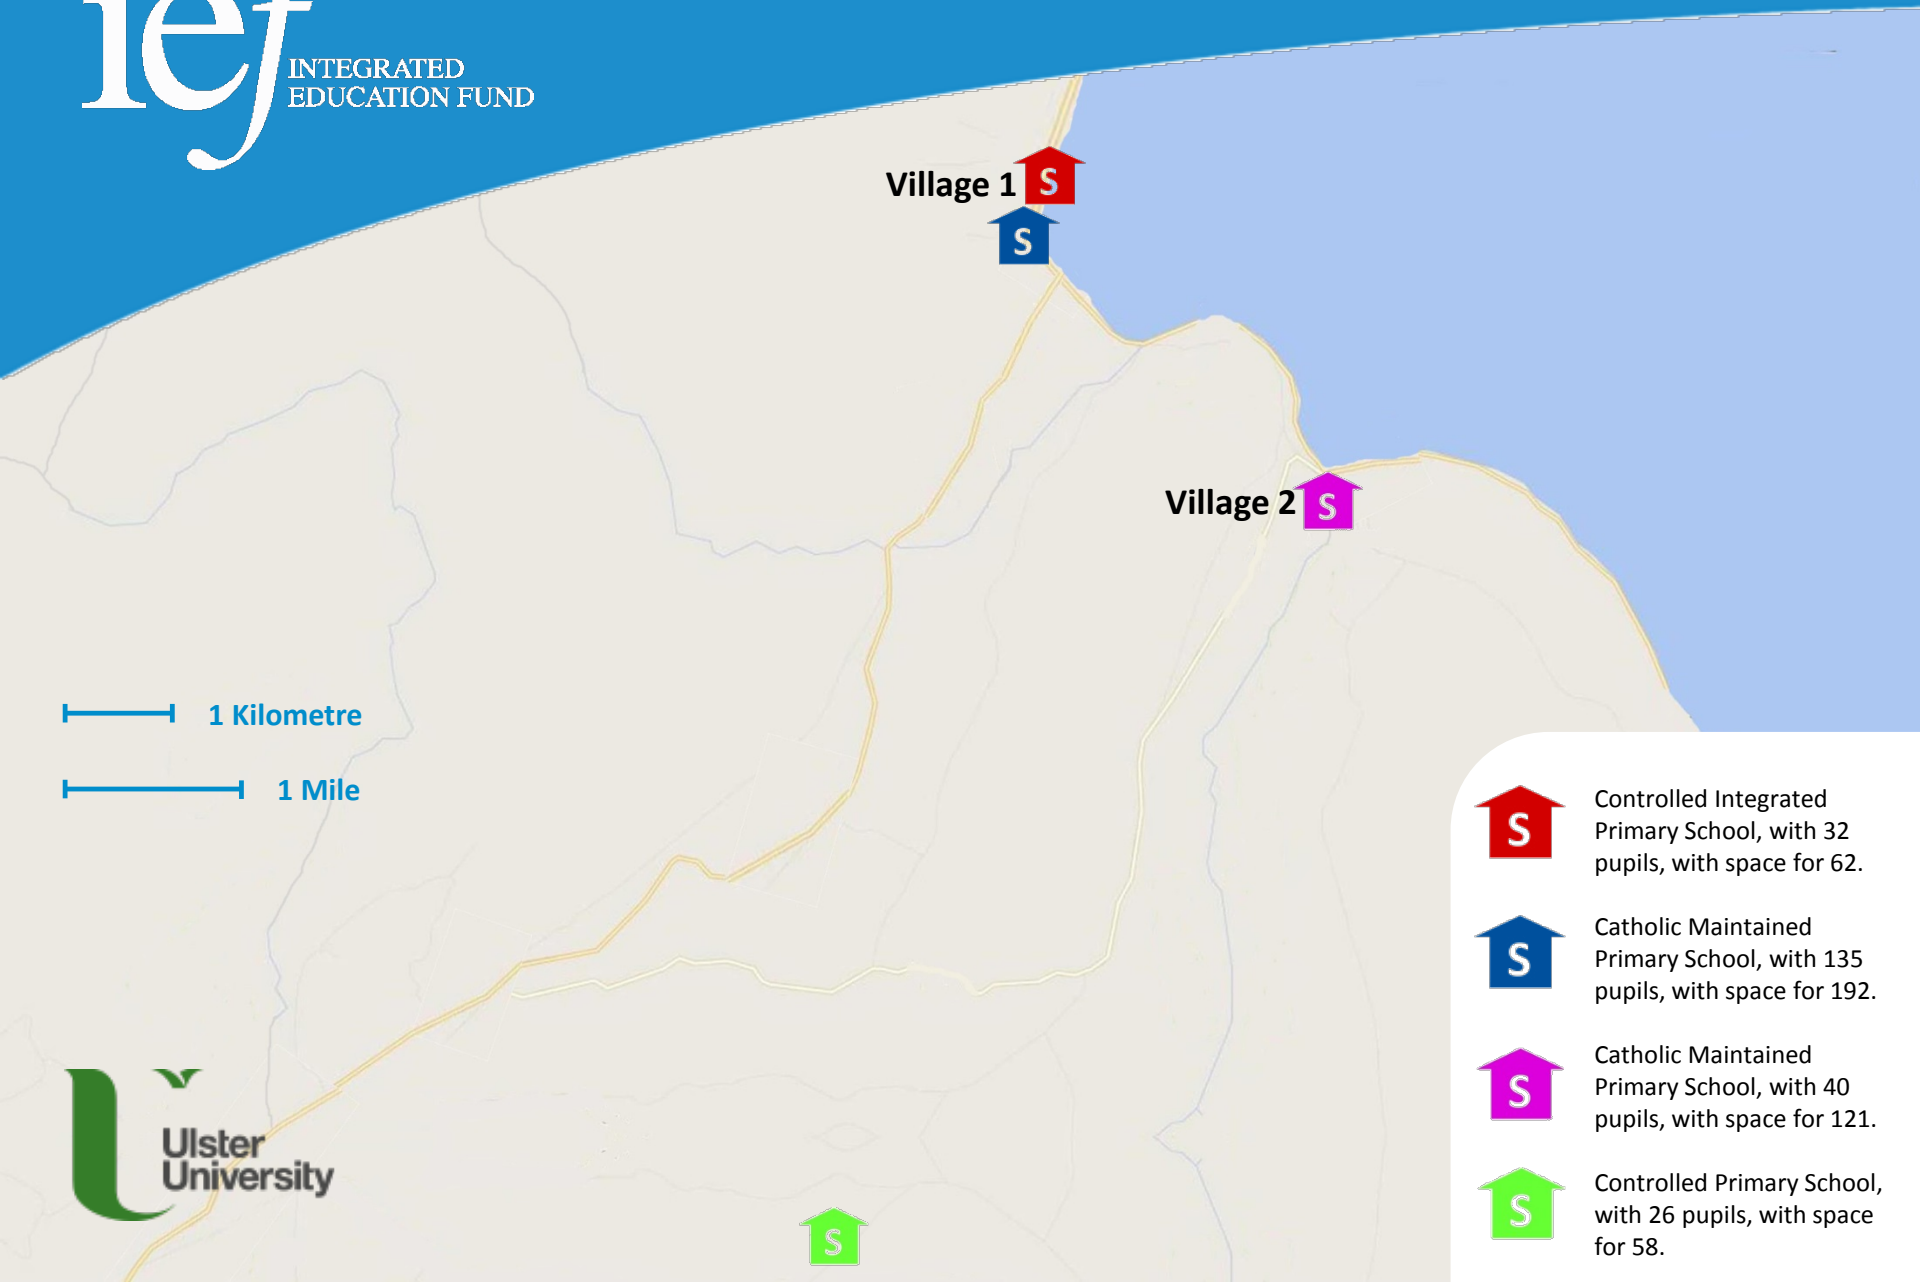 ief
INTEGRATED
EDUCATION FUND
Village 1
S
S
Village 2
S
1 Kilometre
1 Mile
S
Controlled Integrated
Primary School, with 32
pupils, with space for 62.
S
Catholic Maintained
Primary School, with 135
pupils, with space for 192.
S
Catholic Maintained
Primary School, with 40
pupils, with space for 121.
S
Controlled Primary School,
with 26 pupils, with space
for 58.
Ulster
University
S